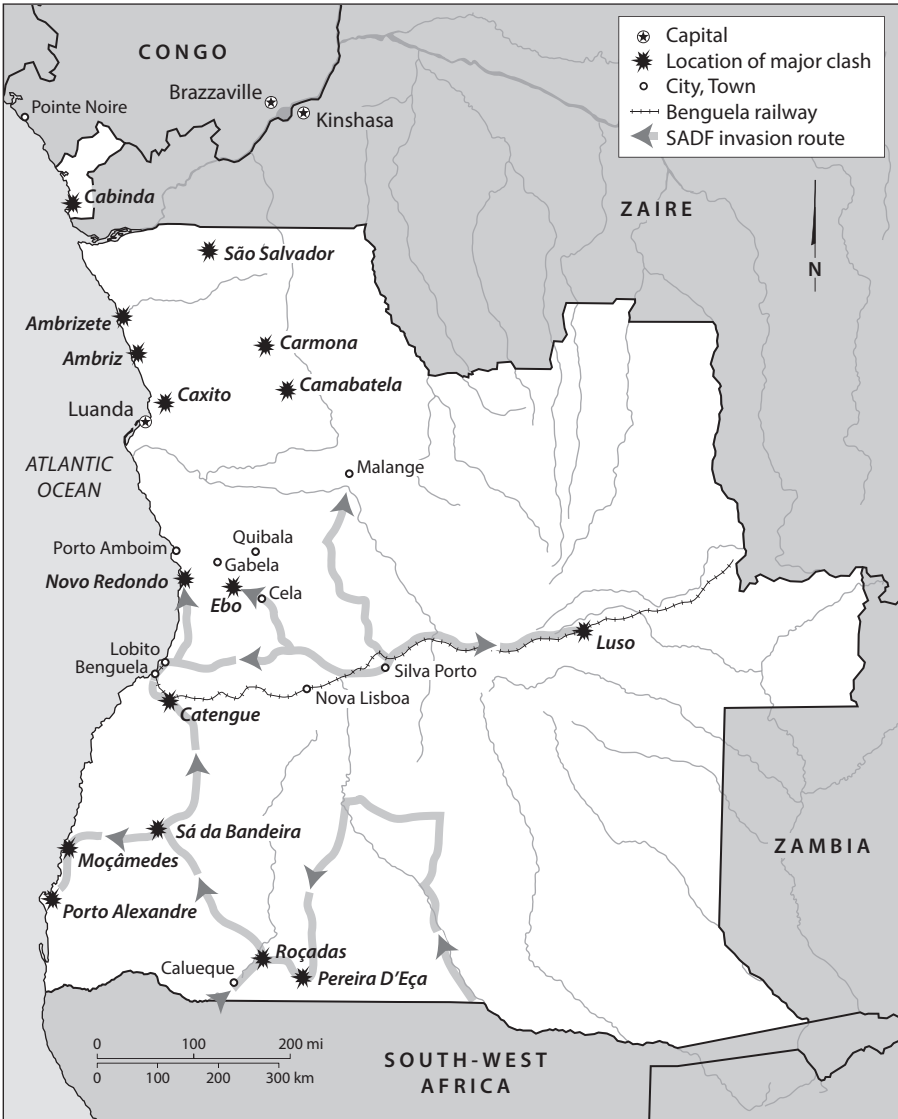 CONGO
Capital
Location of major clash
City, Town
Benguela railway
SADF invasion route
Brazzaville
Pointe Noire
Kinshasa
Cabinda
ZAIRE
N
São Salvador
Ambrizete
Carmona
Ambriz
Camabatela
Caxito
Luanda
ATLANTIC
OCEAN
Malange
Porto Amboim
Quibala
Gabela
Novo Redondo
Cela
Ebo
Luso
Lobito
Benguela
Silva Porto
Nova Lisboa
Catengue
Sá da Bandeira
Moçâmedes
ZAMBIA
Porto Alexandre
Roçadas
Calueque
Pereira D’Eça
0 100 200 mi
0 100 200 300 km
SOUTH-WEST
AFRICA